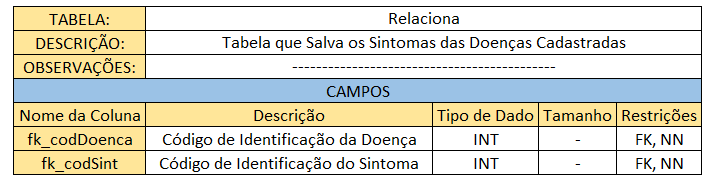 TABELA: Relaciona
DESCRIÇÃO: Tabela que Salva os Sintomas das Doenças Cadastradas
OBSERVAÇÕES: --------------------------------------------
CAMPOS
Nome da Coluna Descrição Tipo de Dado Tamanho Restrições
fk_codDoenca Código de Identificação da Doença INT - FK, NN
fk_codSint Código de Identificação do Sintoma INT - FK, NN